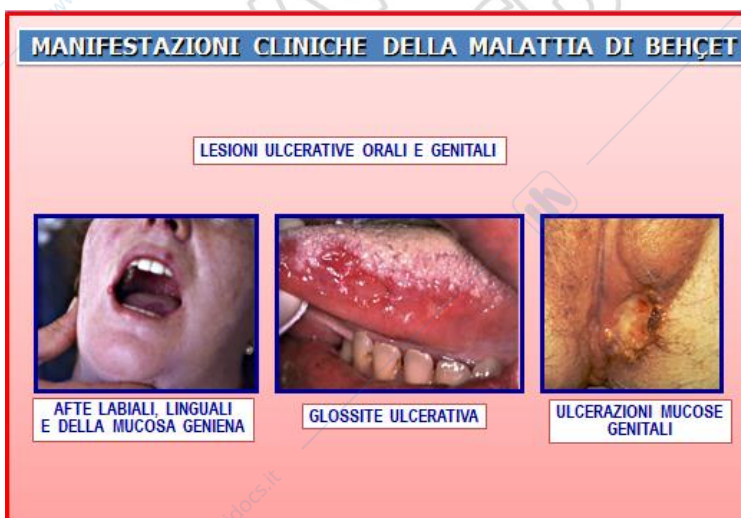 MANIFESTAZIONI CLINICHE DELLA MALATTIA DI BEHÇET
LESIONI ULCERATIVE ORALI E GENITALI
AFTE LABIALI, LINGUALI
E DELLA MUCOSA GENIENA
GLOSSITE ULCERATIVA
ULCERAZIONI MUCOSE
GENITALI